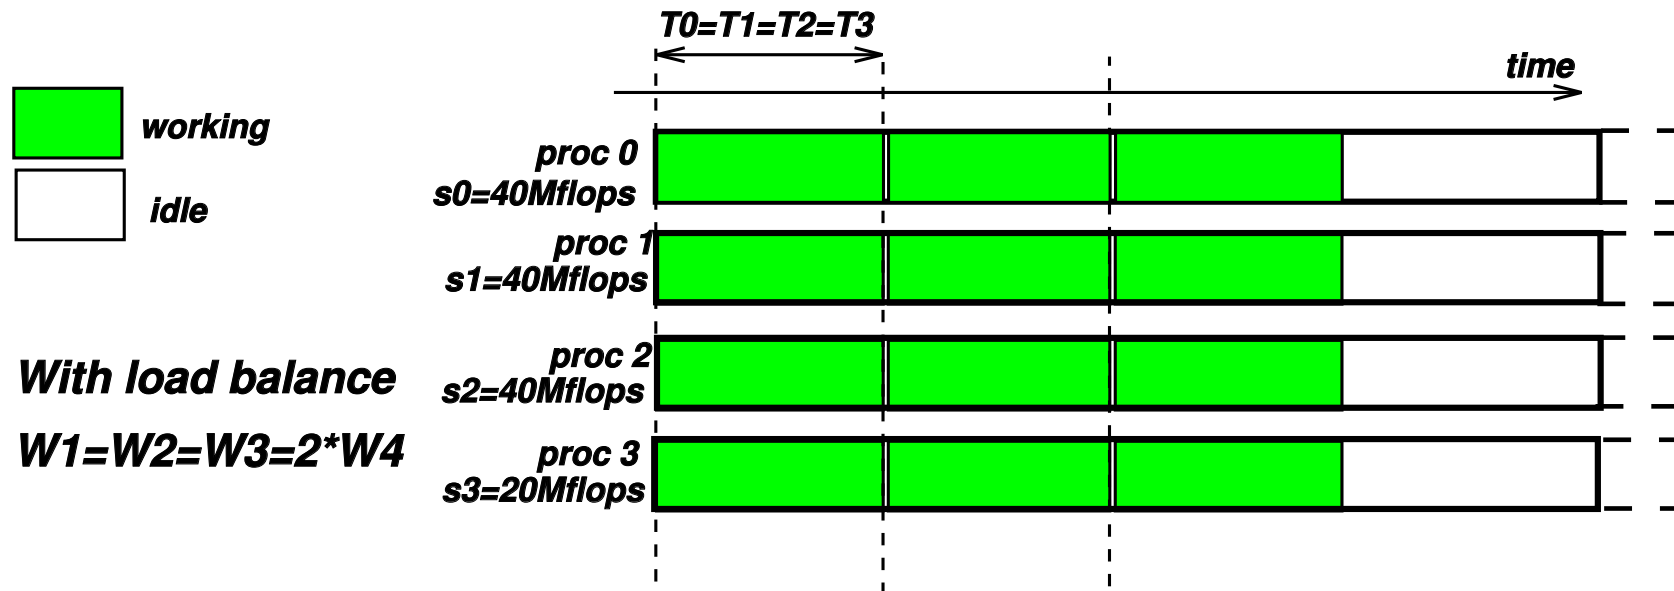 T0=T1=T2=T3
time
working
idle
proc 0
s0=40Mflops
proc 1
s1=40Mflops
proc 2
s2=40Mflops
proc 3
s3=20Mflops
With load balance
W1=W2=W3=2*W4